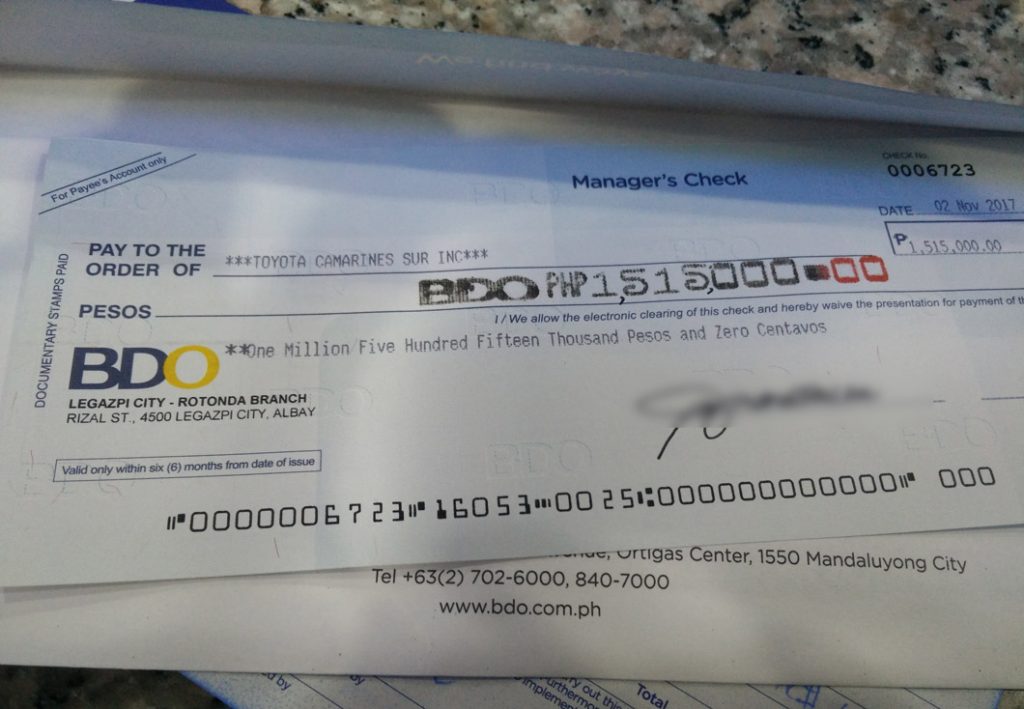 For Payee's Account only
Manager's Check
CHECK No.
0006723
DATE 02 Nov 2017
₱1,515,000.00
PAY TO THE
ORDER OF ***TOYOTA CAMARINES SUR INC***
BDO PHP1,515,000.00
PESOS
I / We allow the electronic clearing of this check and hereby waive the presentation for payment of
**One Million Five Hundred Fifteen Thousand Pesos and Zero Centavos
DOCUMENTARY STAMPS PAID
BDO
LEGAZPI CITY - ROTONDA BRANCH
RIZAL ST., 4500 LEGAZPI CITY, ALBAY
Valid only within six (6) months from date of issue
⑈0000006723⑈ 16053⑉0025⑆000000000000⑈ 000
Ortigas Center, 1550 Mandaluyong City
Tel +63(2) 702-6000, 840-7000
www.bdo.com.ph
by
by
out this
Total